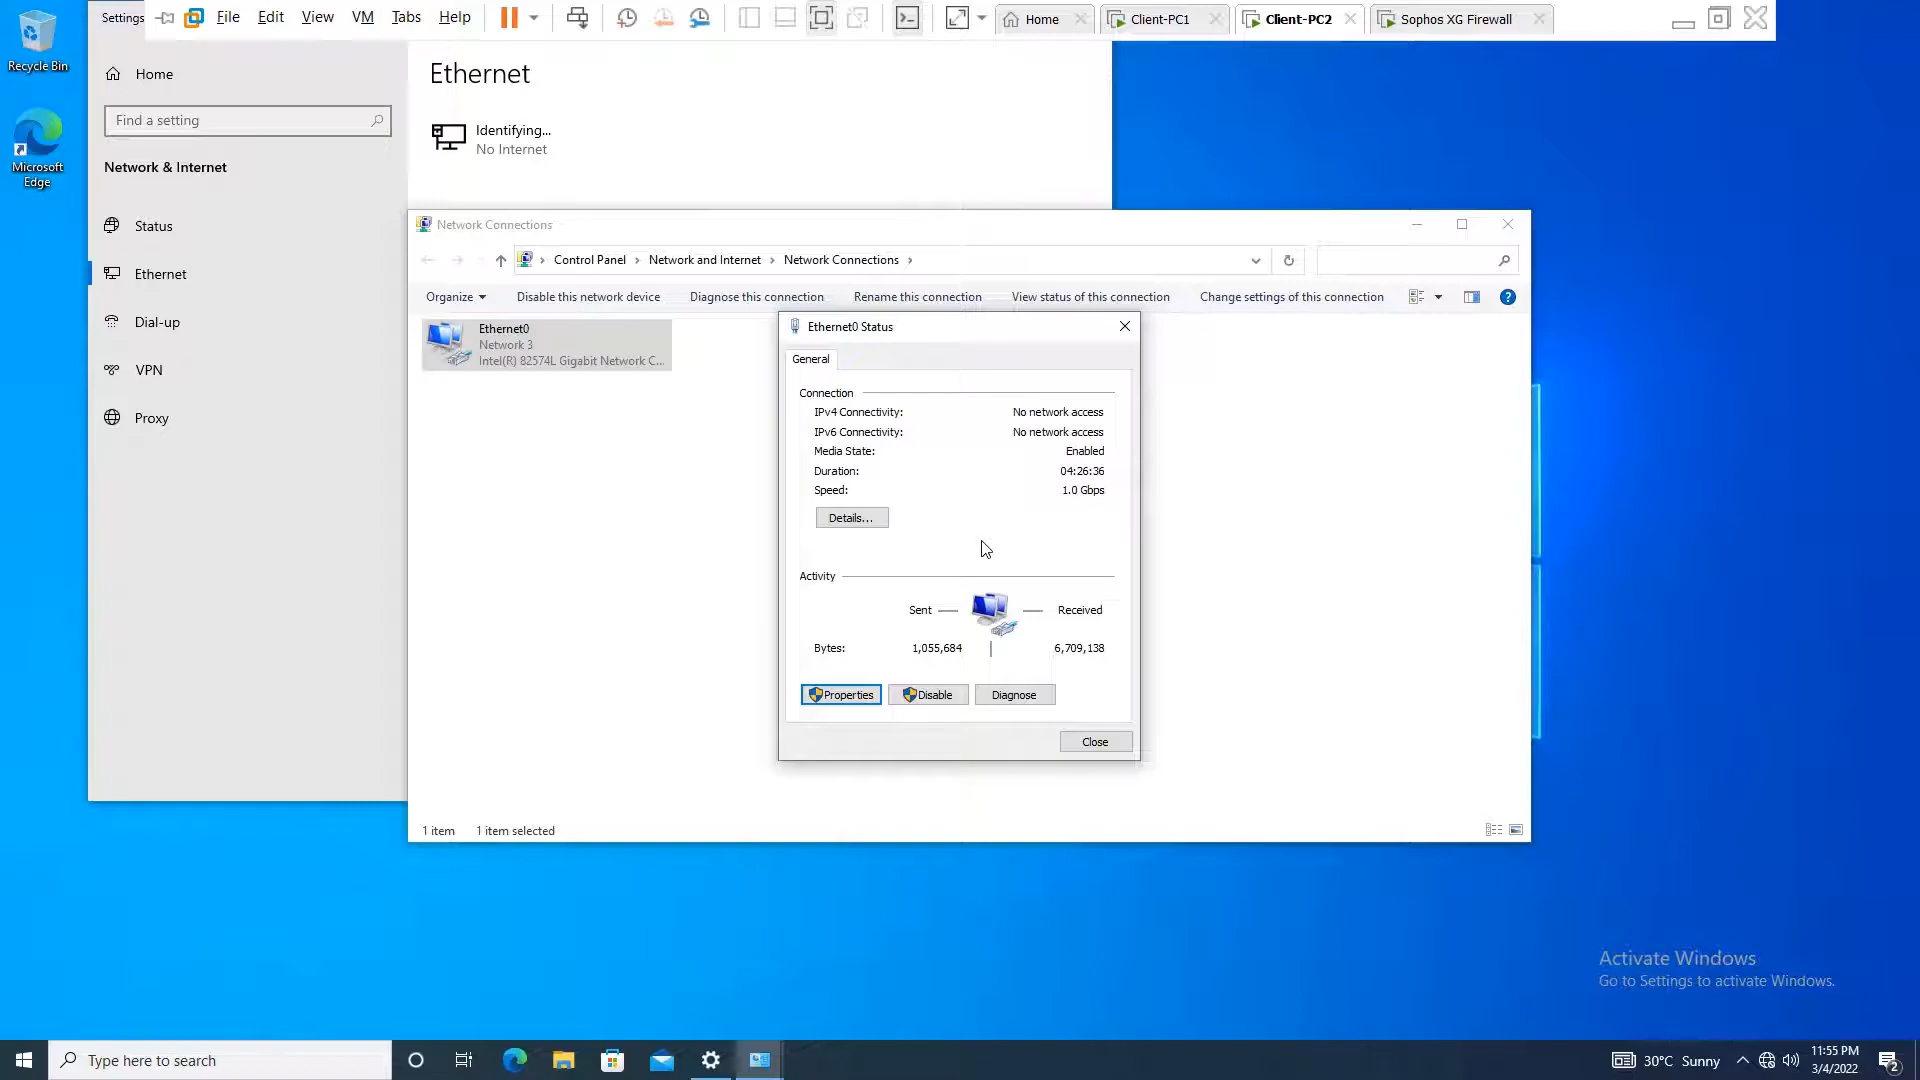 Settings
File Edit View VM Tabs Help
Home
Client-PC1
Client-PC2
Sophos XG Firewall
Recycle Bin
Microsoft
Edge
Home
Find a setting
Network & Internet
Status
Ethernet
Dial-up
VPN
Proxy
Ethernet
Identifying...
No Internet
Network Connections
Control Panel > Network and Internet > Network Connections >
Organize
Disable this network device
Diagnose this connection
Rename this connection
View status of this connection
Change settings of this connection
Ethernet0
Network 3
Intel(R) 82574L Gigabit Network C...
Ethernet0 Status
General
Connection
IPv4 Connectivity: No network access
IPv6 Connectivity: No network access
Media State: Enabled
Duration: 04:26:36
Speed: 1.0 Gbps
Details...
Activity
Sent — Received
Bytes: 1,055,684 | 6,709,138
Properties
Disable
Diagnose
Close
1 item 1 item selected
Activate Windows
Go to Settings to activate Windows.
Type here to search
30°C Sunny
11:55 PM
3/4/2022
2